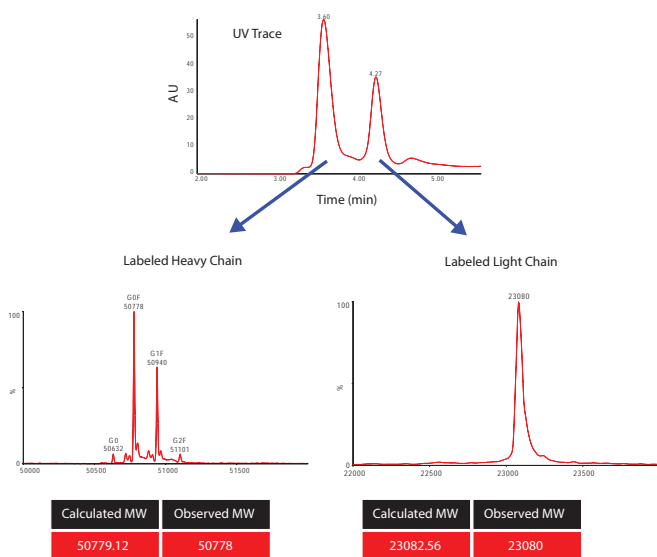 UV Trace
3.60
4.27
AU
50
40
30
20
10
0
2.00 3.00 4.00 5.00
Time (min)
Labeled Heavy Chain
Labeled Light Chain
G0F
50778
G1F
50940
G0
50632
G2F
51101
100
%
0
50000 50500 51000 51500
23080
100
%
0
22000 22500 23000 23500
Calculated MW Observed MW
50779.12 50778
Calculated MW Observed MW
23082.56 23080